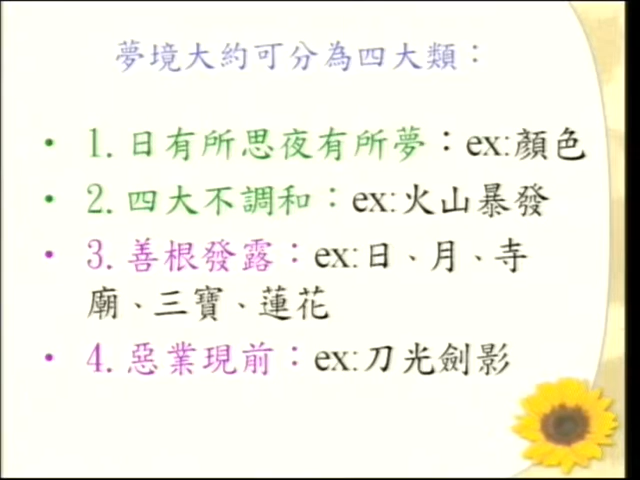 夢境大約可分為四大類：
• 1. 日有所思夜有所夢：ex:顏色
• 2. 四大不調和：ex:火山暴發
• 3. 善根發露：ex:日、月、寺
廟、三寶、蓮花
• 4. 惡業現前：ex:刀光劍影